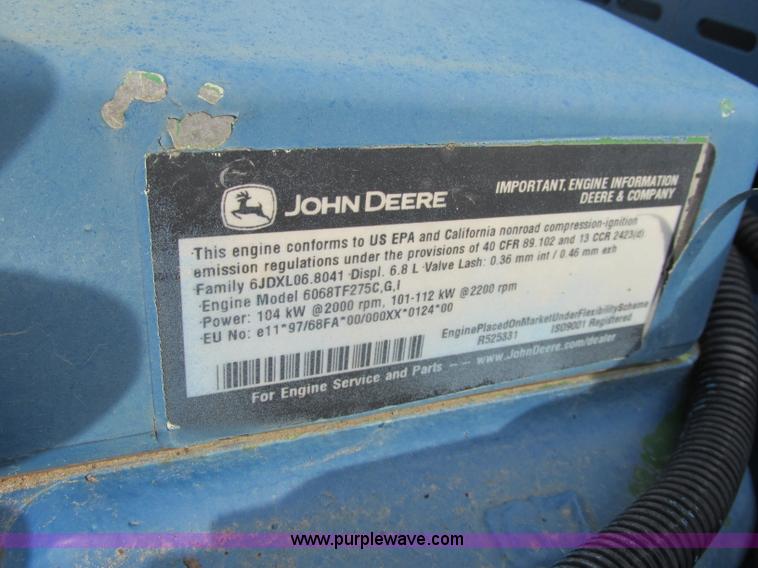 JOHN DEERE
IMPORTANT, ENGINE INFORMATION
DEERE & COMPANY
This engine conforms to US EPA and California nonroad compression-ignition
emission regulations under the provisions of 40 CFR 89.102 and 13 CCR 2423(d).
Family 6JDXL06.8041 Displ. 6.8 L Valve Lash: 0.36 mm int / 0.46 mm exh
Engine Model 6068TF275C,G,I
Power: 104 kW @2000 rpm, 101-112 kW @2200 rpm
EU No: e11*97/68FA*00/000XX*0124*00
EnginePlacedOnMarketUnderFlexibilityScheme
R525331 ISO9001 Registered
For Engine Service and Parts -- www.JohnDeere.com/dealer
www.purplewave.com